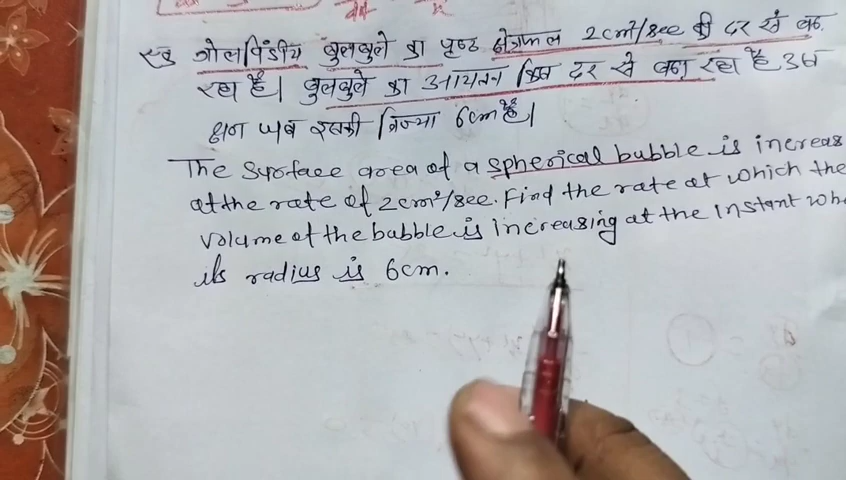 एक गोलपिंडीय बुलबुले का पृष्ठ क्षेत्रफल 2cm²/sec की दर से बढ़
रहा है। बुलबुले का आयतन किस दर से बढ़ रहा है उस
क्षण जब इसकी त्रिज्या 6cm है।
The Surface area of a spherical bubble is increas
at the rate of 2cm²/sec. Find the rate at which the
volume of the bubble is increasing at the instant whe
its radius is 6cm.